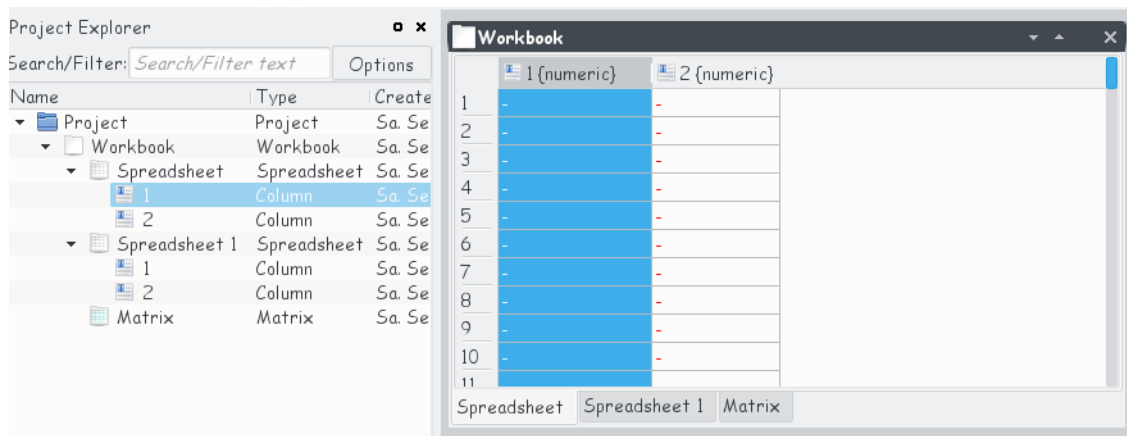 Project Explorer
Search/Filter: Search/Filter text Options
Name Type Create
Project Project Sa. Se
Workbook Workbook Sa. Se
Spreadsheet Spreadsheet Sa. Se
1 Column Sa. Se
2 Column Sa. Se
Spreadsheet 1 Spreadsheet Sa. Se
1 Column Sa. Se
2 Column Sa. Se
Matrix Matrix Sa. Se
Workbook
1 {numeric} 2 {numeric}
1 - -
2 - -
3 - -
4 - -
5 - -
6 - -
7 - -
8 - -
9 - -
10 - -
11
Spreadsheet Spreadsheet 1 Matrix